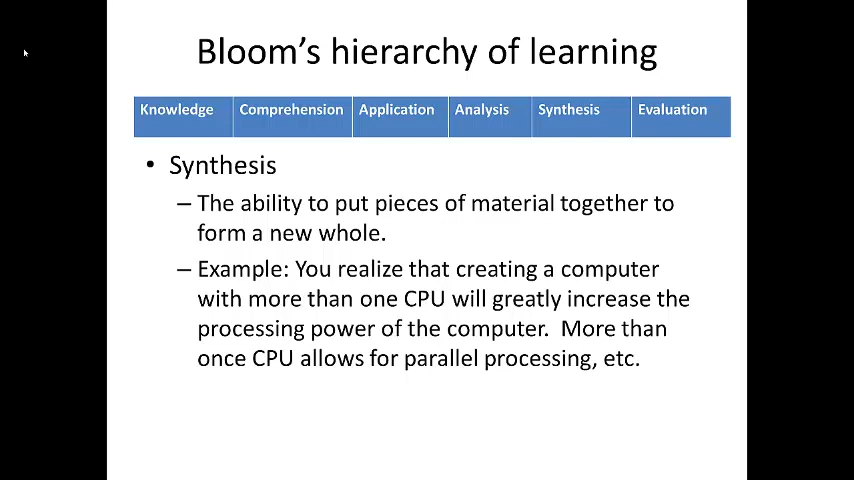 Bloom's hierarchy of learning
Knowledge Comprehension Application Analysis Synthesis Evaluation
• Synthesis
– The ability to put pieces of material together to
form a new whole.
– Example: You realize that creating a computer
with more than one CPU will greatly increase the
processing power of the computer.  More than
once CPU allows for parallel processing, etc.